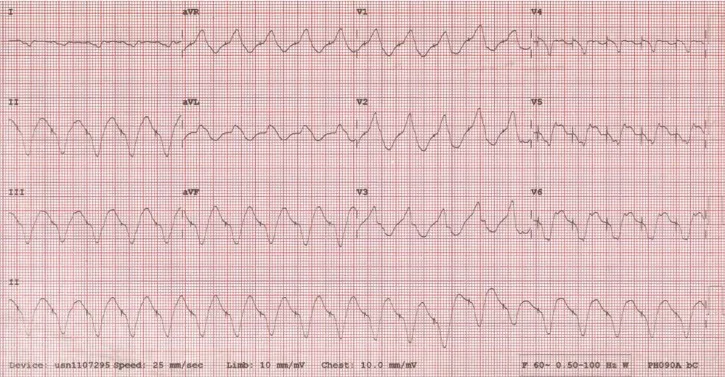 I aVR V1 V4
II aVL V2 V5
III aVF V3 V6
II
Device: usn1107295 Speed: 25 mm/sec Limb: 10 mm/mV Chest: 10.0 mm/mV F 60~ 0.50-100 Hz W PH090A bC